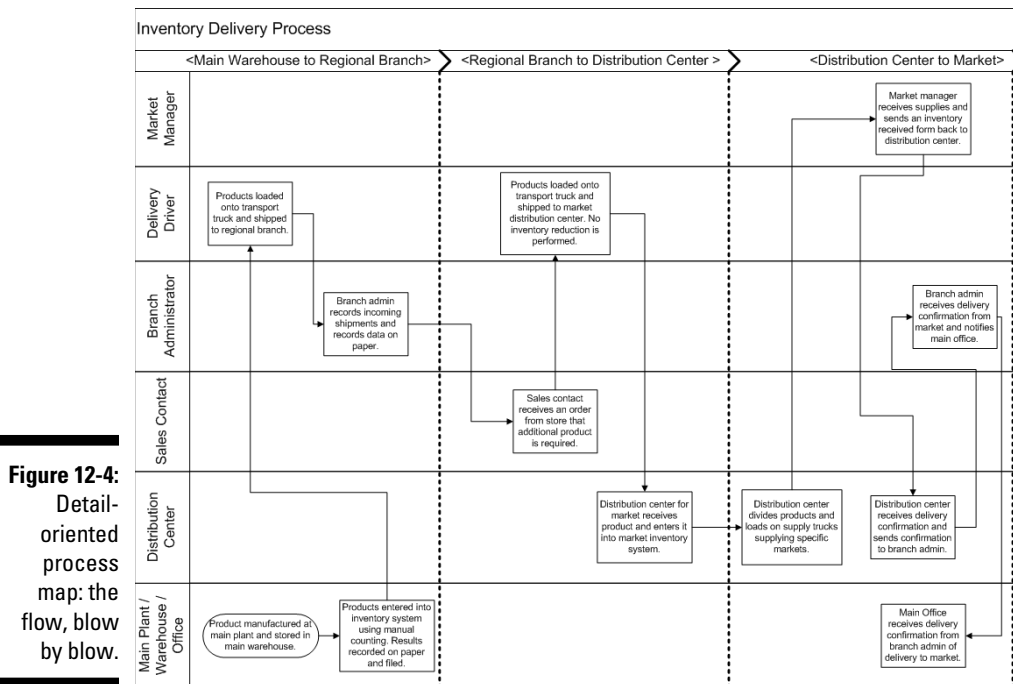 Inventory Delivery Process
<Main Warehouse to Regional Branch>
<Regional Branch to Distribution Center >
<Distribution Center to Market>
Market
Manager
Market manager
receives supplies and
sends an inventory
received form back to
distribution center.
Delivery
Driver
Products loaded
onto transport
truck and shipped
to regional branch.
Products loaded onto
transport truck and
shipped to market
distribution center. No
inventory reduction is
performed.
Branch
Administrator
Branch admin
records incoming
shipments and
records data on
paper.
Branch admin
receives delivery
confirmation from
market and notifies
main office.
Sales Contact
Sales contact
receives an order
from store that
additional product
is required.
Distribution
Center
Distribution center for
market receives
product and enters it
into market inventory
system.
Distribution center
divides products and
loads on supply trucks
supplying specific
markets.
Distribution center
receives delivery
confirmation and
sends confirmation
to branch admin.
Main Plant /
Warehouse /
Office
Product manufactured at
main plant and stored in
main warehouse.
Products entered into
inventory system
using manual
counting. Results
recorded on paper
and filed.
Main Office
receives delivery
confirmation from
branch admin of
delivery to market.
Figure 12-4:
Detail-
oriented
process
map: the
flow, blow
by blow.